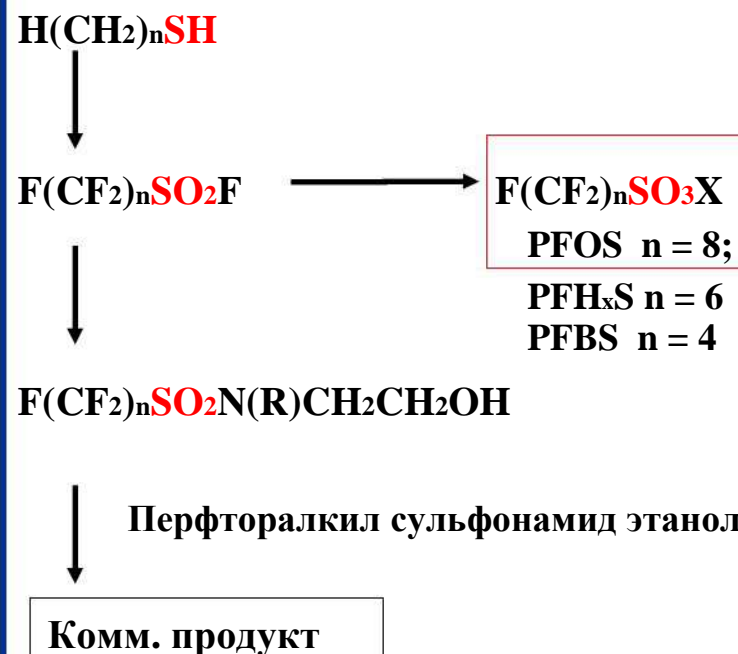 H(CH2)nSH
F(CF2)nSO2F
F(CF2)nSO3X
PFOS n = 8;
PFHxS n = 6
PFBS n = 4
F(CF2)nSO2N(R)CH2CH2OH
Перфторалкил сульфонамид этанол
Комм. продукт